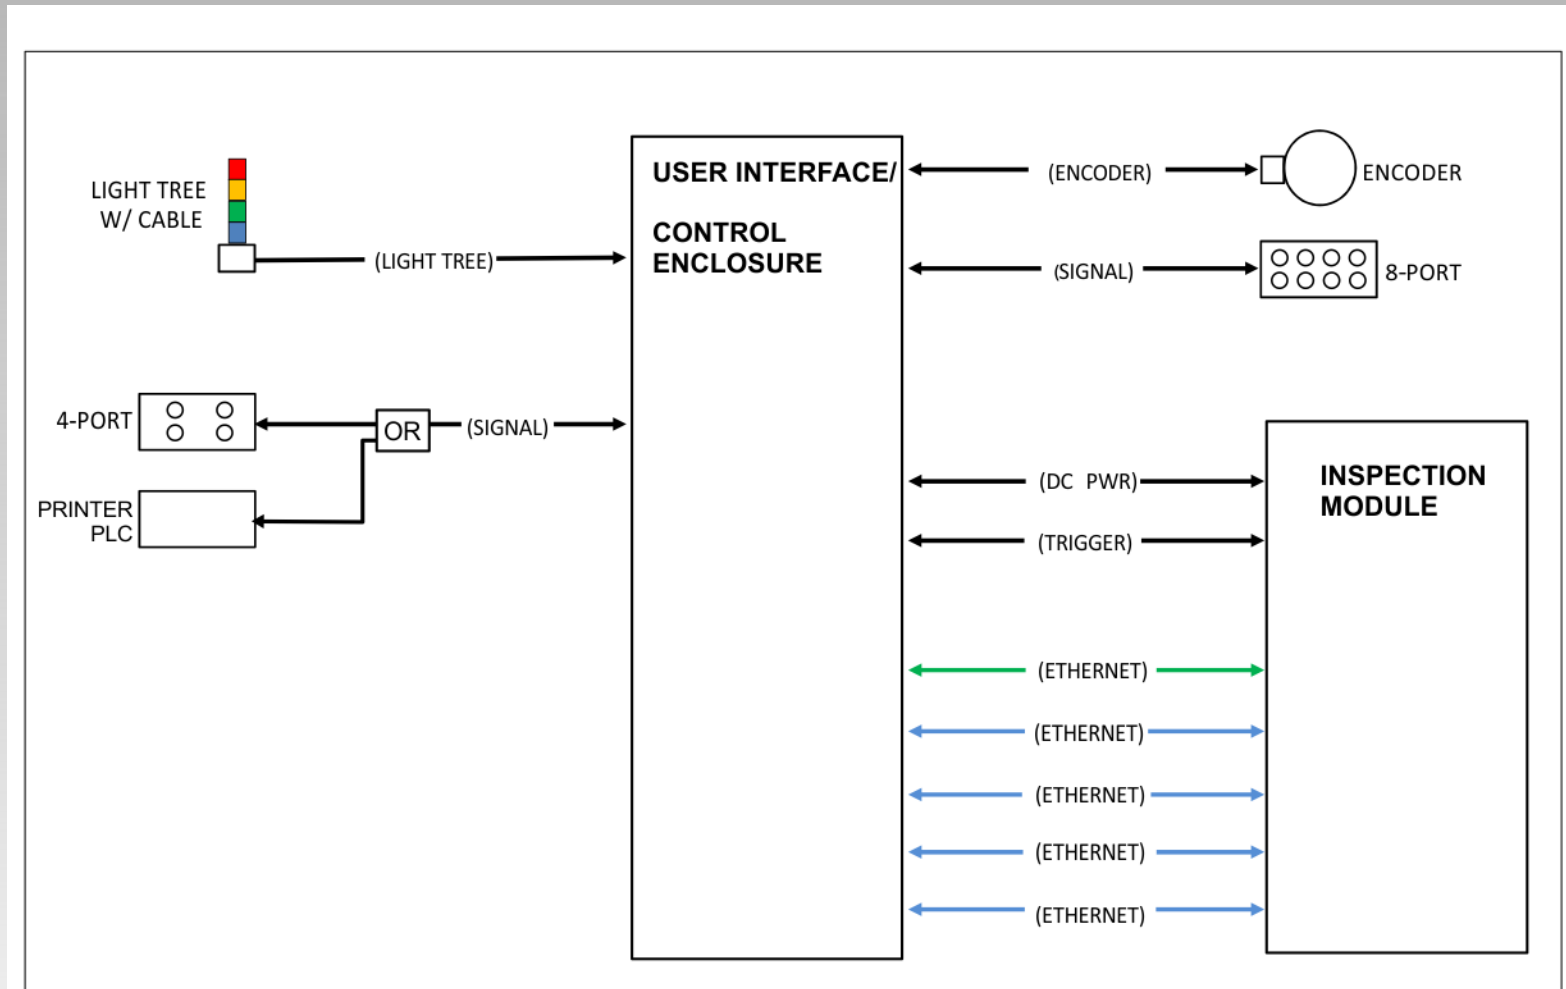 LIGHT TREE
W/ CABLE
(LIGHT TREE)
4-PORT
OR
(SIGNAL)
PRINTER
PLC
USER INTERFACE/
CONTROL
ENCLOSURE
(ENCODER)
ENCODER
(SIGNAL)
8-PORT
(DC PWR)
(TRIGGER)
(ETHERNET)
(ETHERNET)
(ETHERNET)
(ETHERNET)
(ETHERNET)
INSPECTION
MODULE